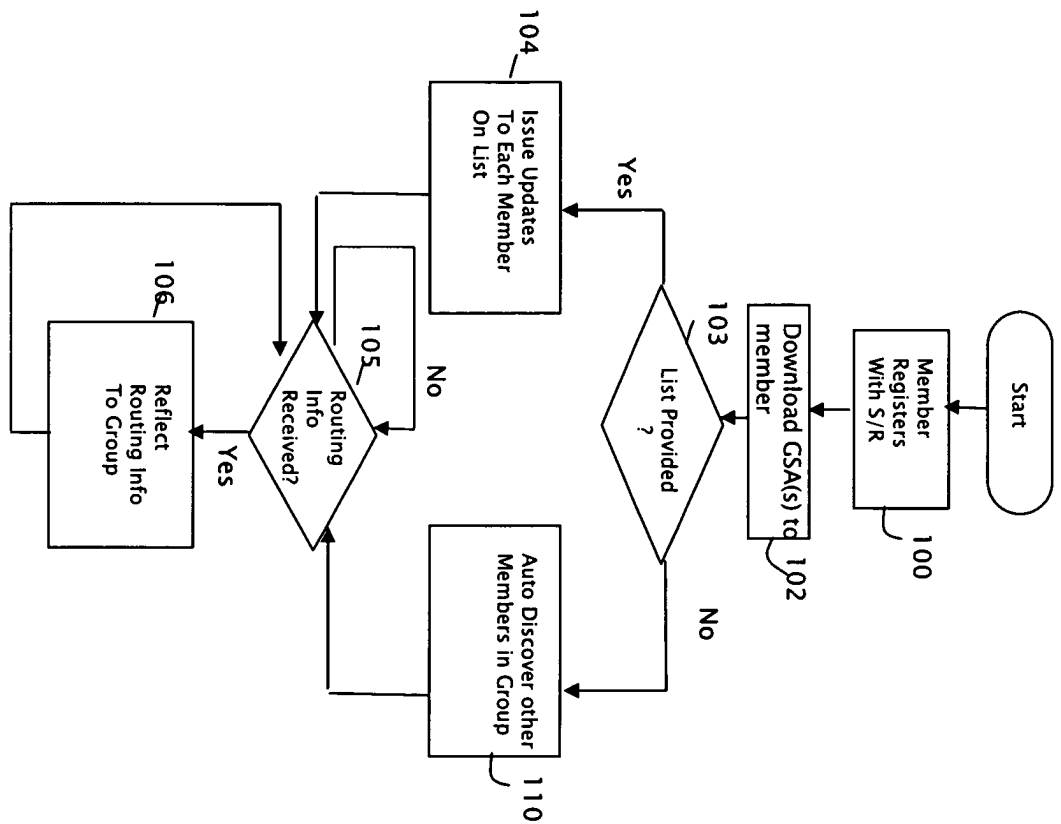 Start
Member
Registers
With S/R
100
Download GSA(s) to
member
102
103
List Provided
?
Yes
No
104
Issue Updates
To Each Member
On List
Auto Discover other
Members in Group
110
No
105
Routing
Info
Received?
Yes
106
Reflect
Routing Info
To Group